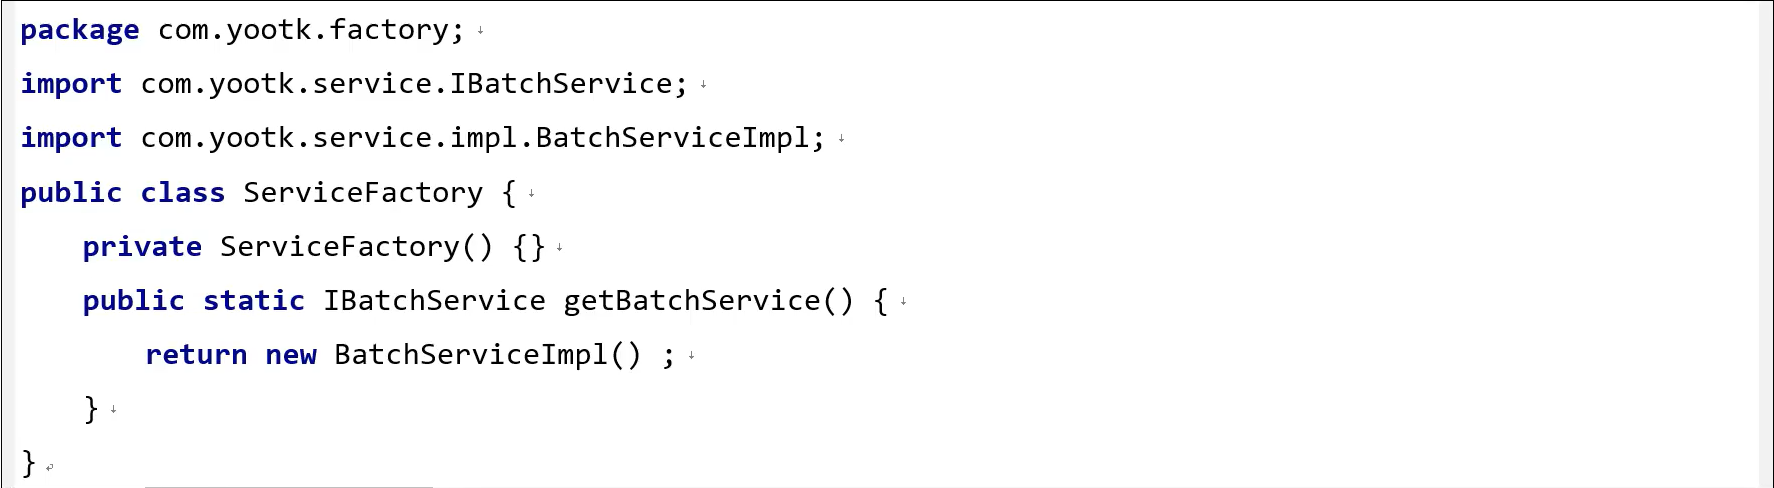 package com.yootk.factory;
import com.yootk.service.IBatchService;
import com.yootk.service.impl.BatchServiceImpl;
public class ServiceFactory {
    private ServiceFactory() {}
    public static IBatchService getBatchService() {
        return new BatchServiceImpl() ;
    }
}